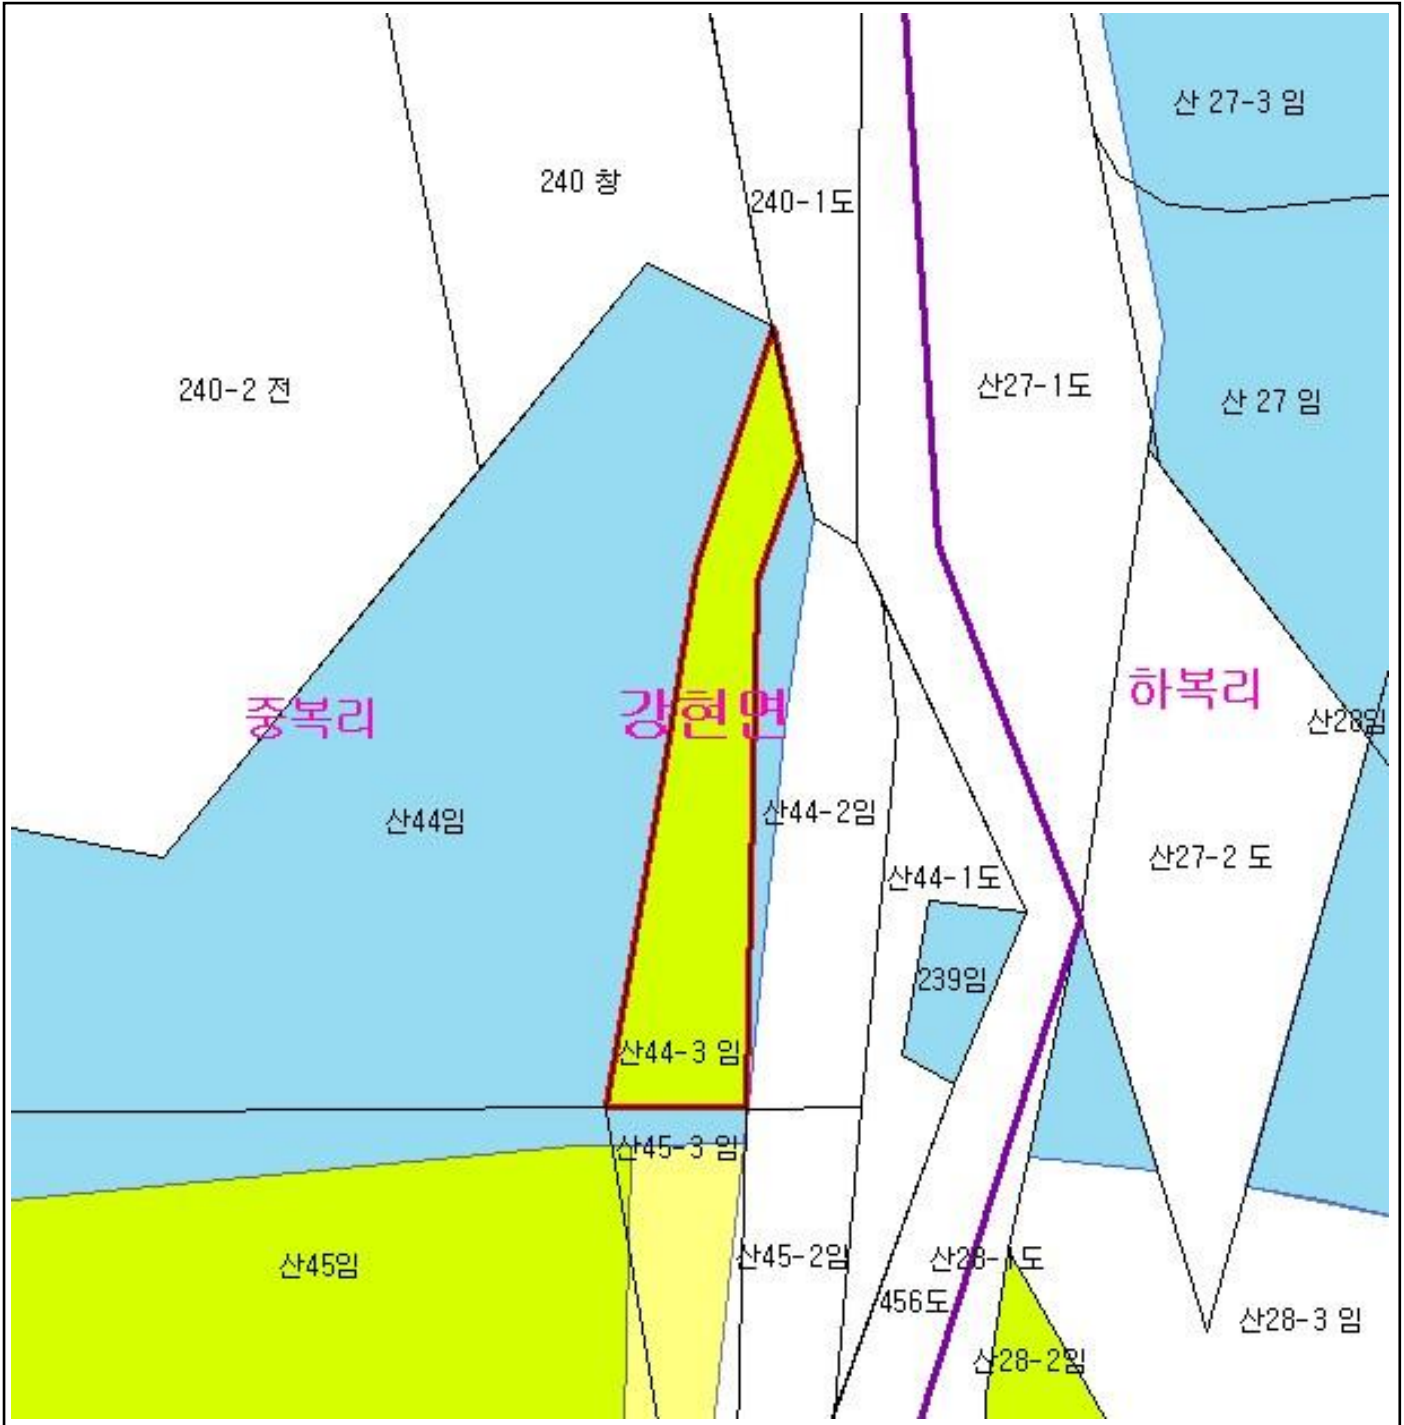 산 27-3 임
240 창
240-1도
240-2 전
산27-1도
산 27 임
중복리
강현면
하복리
산28임
산44임
산44-2임
산44-1도
산27-2 도
239임
산44-3 임
산45-3 임
산45임
산45-2임
산28-1도
456도
산28-3 임
산28-2임